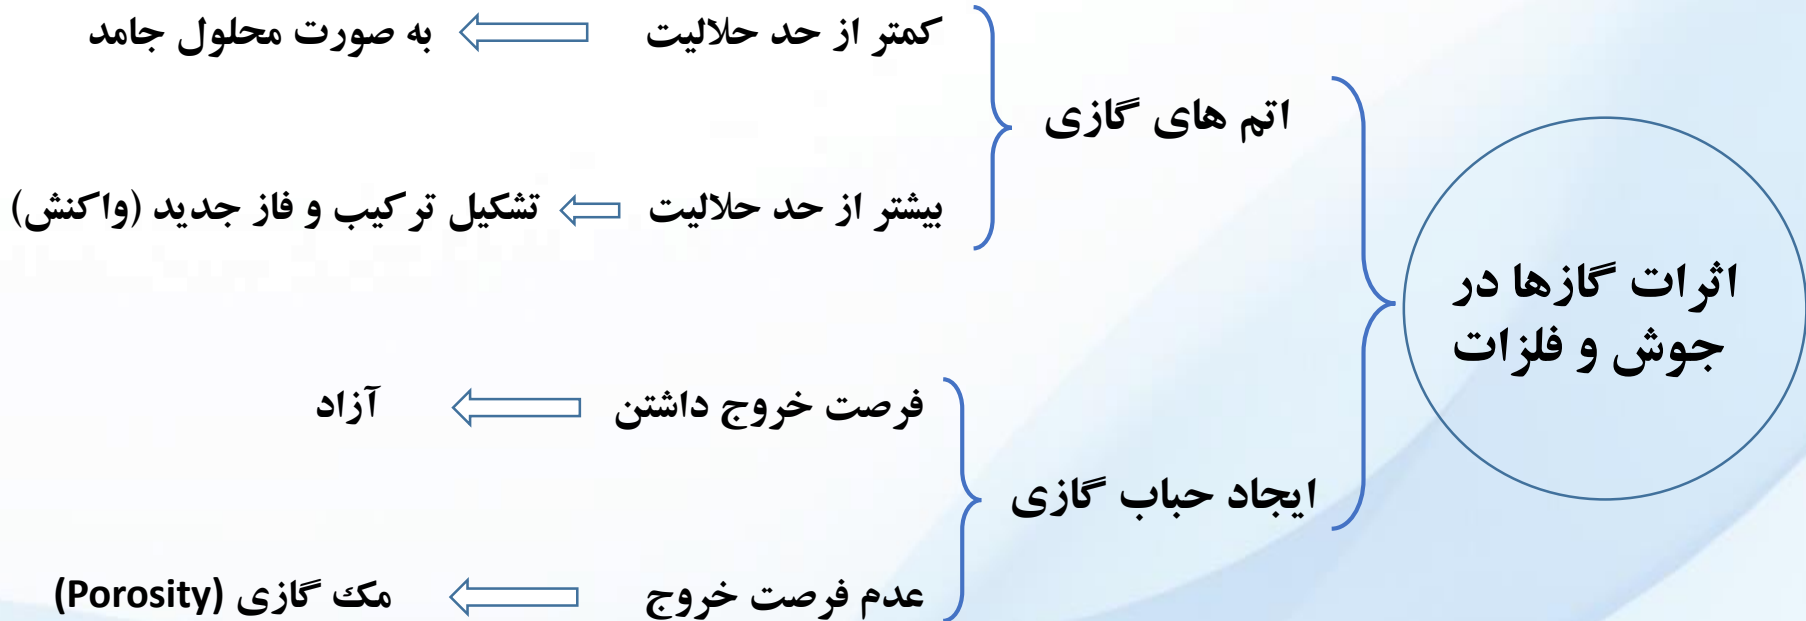 اثرات گازها در
جوش و فلزات
اتم های گازی
کمتر از حد حلالیت
به صورت محلول جامد
بیشتر از حد حلالیت
تشکیل ترکیب و فاز جدید (واکنش)
ایجاد حباب گازی
فرصت خروج داشتن
آزاد
عدم فرصت خروج
مک گازی (Porosity)